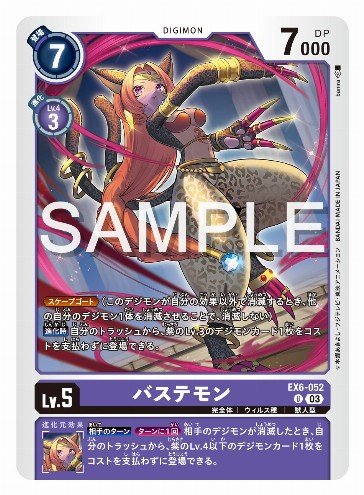 DIGIMON
登場
7
7000
DP
進化
Lv.4
3
SAMPLE
BANDAI MADE IN JAPAN
スケープゴート (このデジモンが自分の効果以外で消滅するとき、他
の自分のデジモン1体を消滅させることで、消滅しない)
進化時 自分のトラッシュから、紫のLv.3のデジモンカード1枚をコス
トを支払わずに登場できる。
Lv.5
バステモン
EX6-052
U 03
完全体
ウィルス種
獣人型
進化元効果
相手のターン ターンに1回 相手のデジモンが消滅したとき、自
分のトラッシュから、紫のLv.4以下のデジモンカード1枚を
コストを支払わずに登場できる。